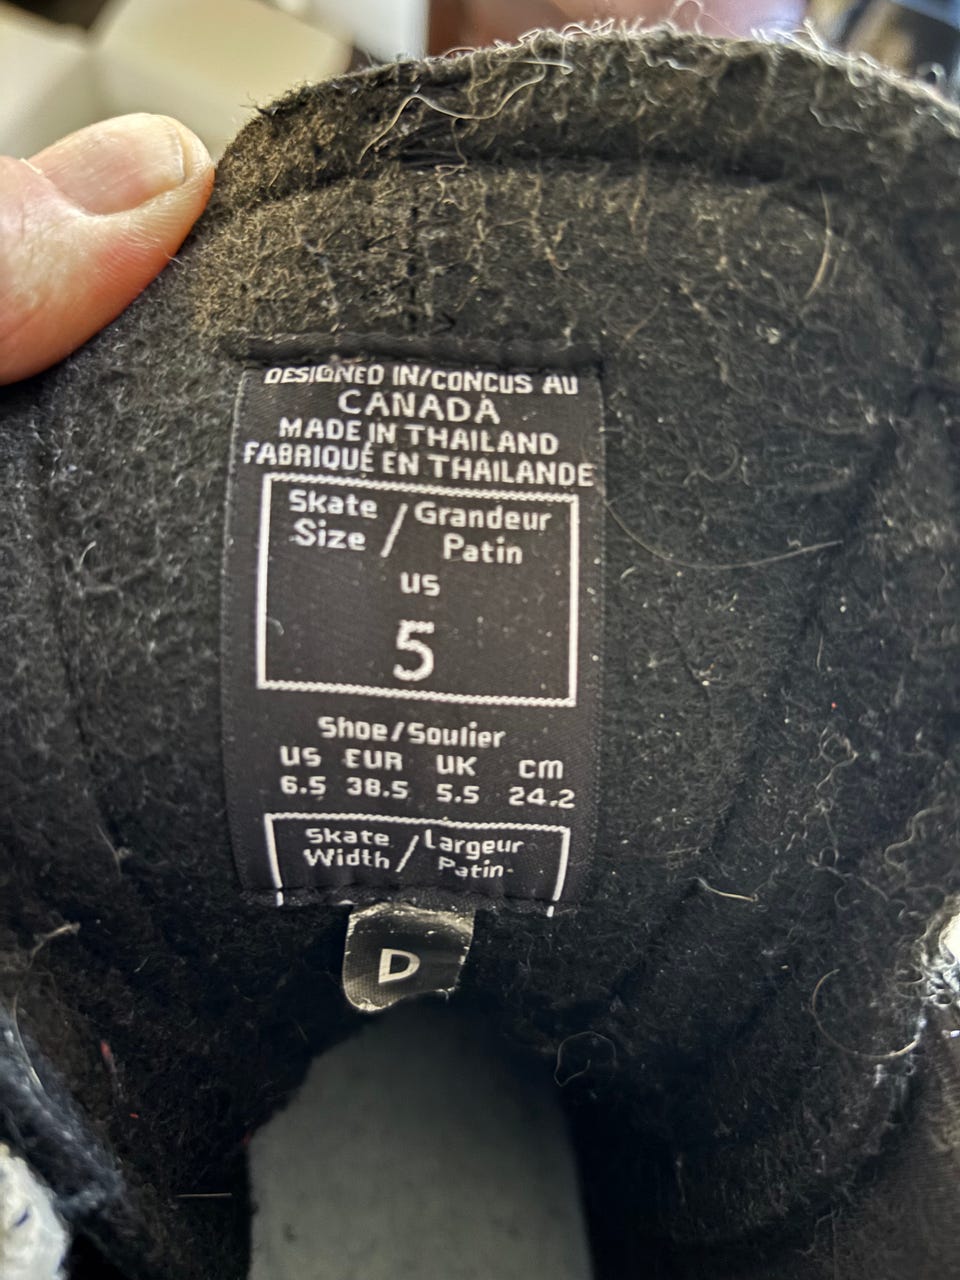 DESIGNED IN/CONCUS AU
CANADA
MADE IN THAILAND
FABRIQUÉ EN THAILANDE
Skate / Grandeur
Size / Patin
US
5
Shoe/Soulier
US EUR UK cm
6.5 38.5 5.5 24.2
Skate / Largeur
Width / Patin
D